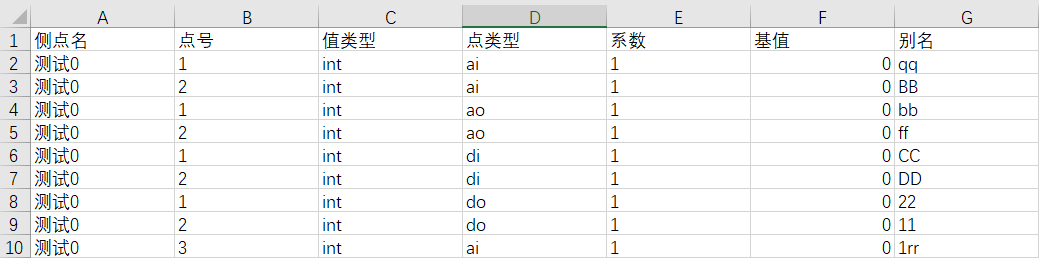 A B C D E F G
1 侧点名 点号 值类型 点类型 系数 基值 别名
2 测试0 1 int ai 1 0 qq
3 测试0 2 int ai 1 0 BB
4 测试0 1 int ao 1 0 bb
5 测试0 2 int ao 1 0 ff
6 测试0 1 int di 1 0 CC
7 测试0 2 int di 1 0 DD
8 测试0 1 int do 1 0 22
9 测试0 2 int do 1 0 11
10 测试0 3 int ai 1 0 1rr